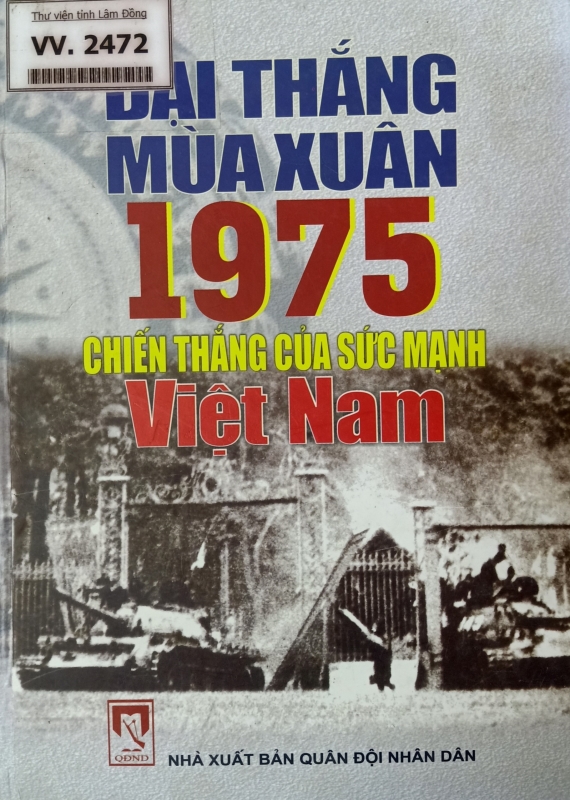 Thư viện tỉnh Lâm Đồng
VV. 2472
ĐẠI THẮNG
MÙA XUÂN
1975
CHIẾN THẮNG CỦA SỨC MẠNH
Việt Nam
QĐND
NHÀ XUẤT BẢN QUÂN ĐỘI NHÂN DÂN